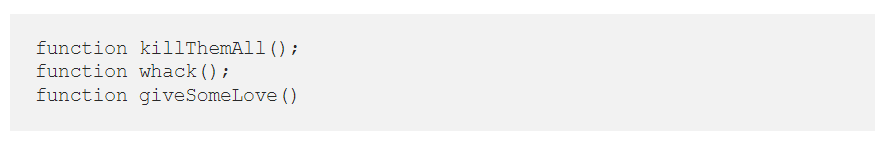 function killThemAll();
function whack();
function giveSomeLove()